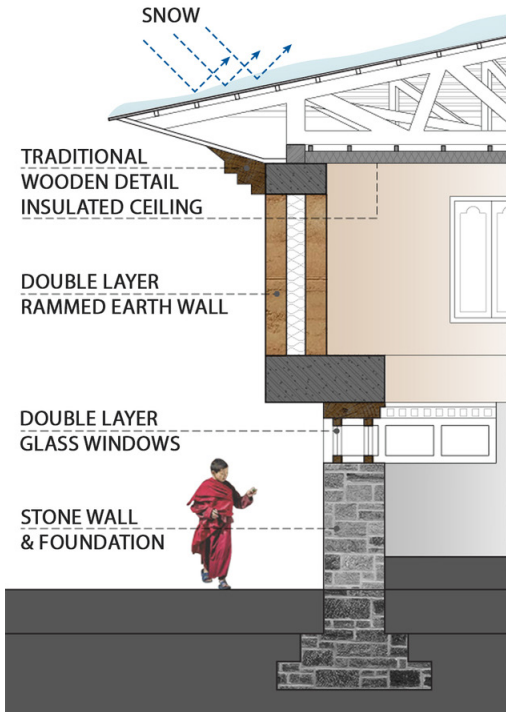 SNOW
TRADITIONAL
WOODEN DETAIL
INSULATED CEILING
DOUBLE LAYER
RAMMED EARTH WALL
DOUBLE LAYER
GLASS WINDOWS
STONE WALL
& FOUNDATION